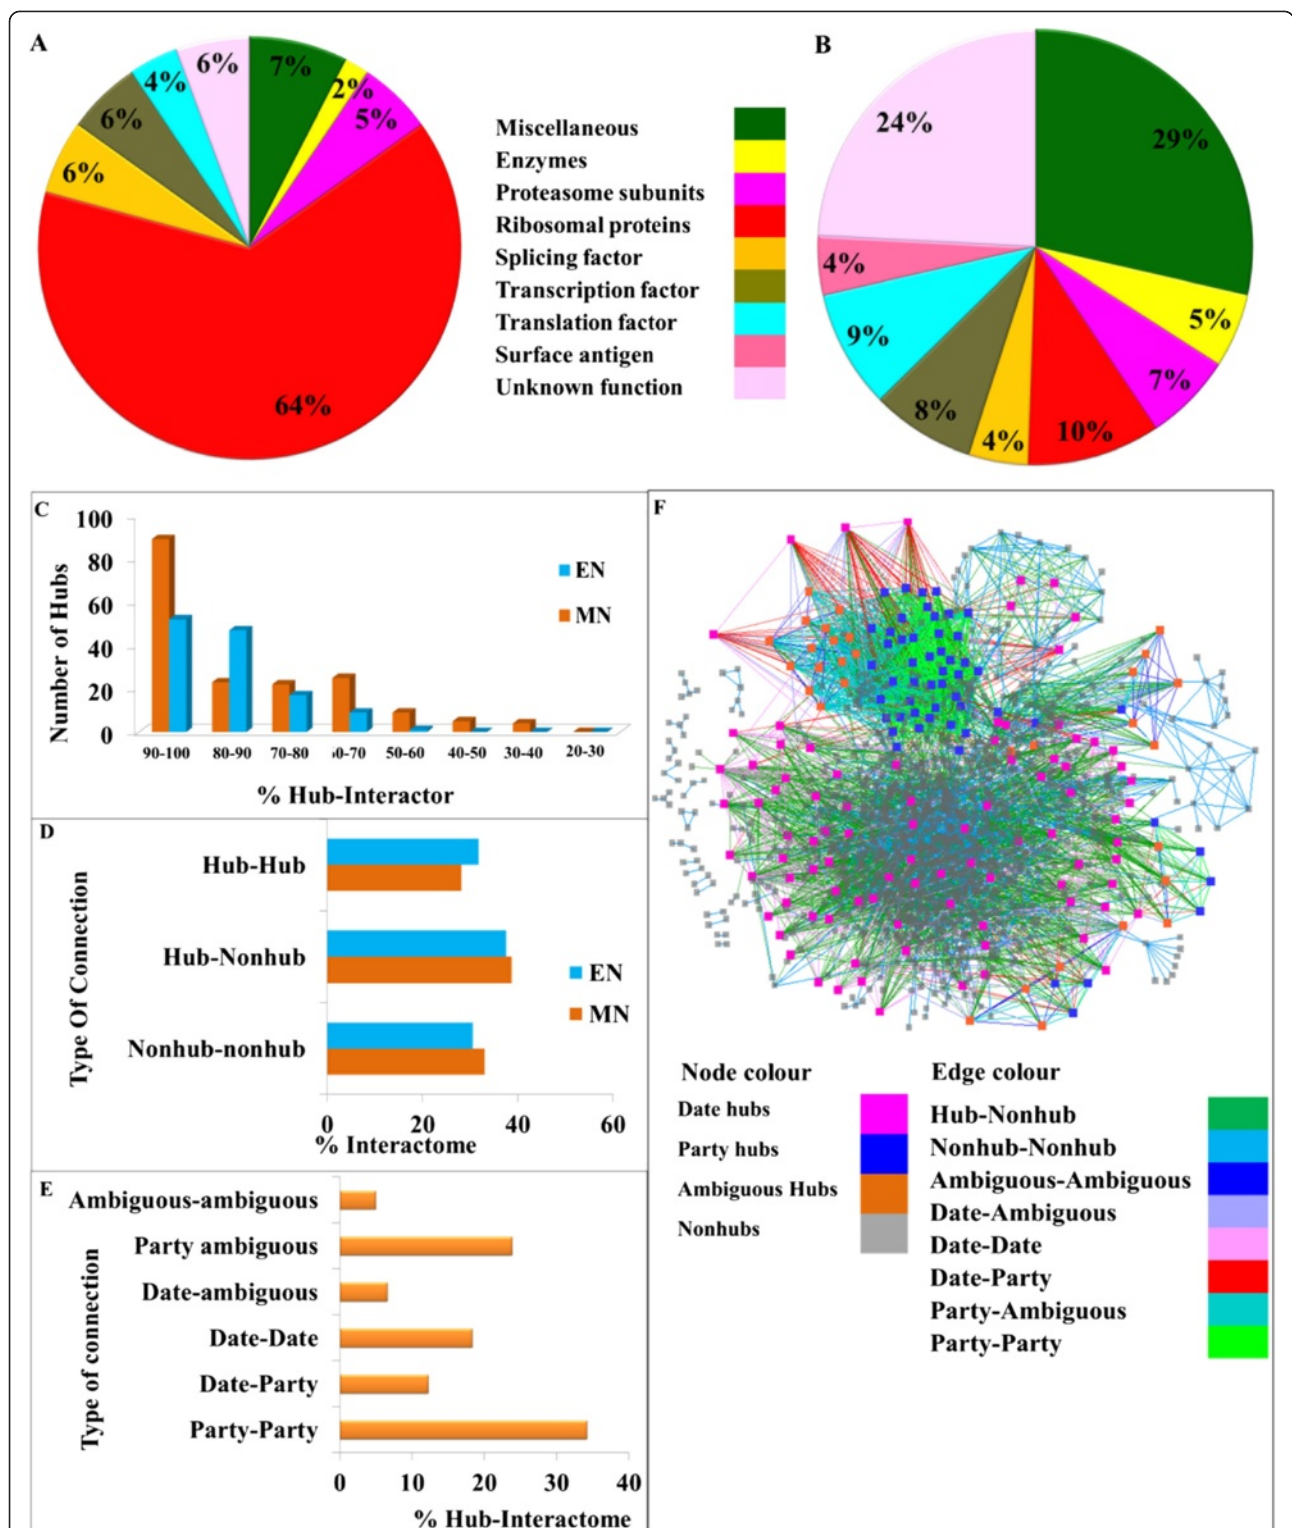 A
7%
2%
5%
64%
6%
6%
4%
6%
Miscellaneous
Enzymes
Proteasome subunits
Ribosomal proteins
Splicing factor
Transcription factor
Translation factor
Surface antigen
Unknown function
B
29%
5%
7%
10%
4%
8%
9%
4%
24%
C
Number of Hubs
100
80
60
40
20
0
90-100 80-90 70-80 60-70 50-60 40-50 30-40 20-30
% Hub-Interactor
EN
MN
D
Type Of Connection
Hub-Hub
Hub-Nonhub
Nonhub-nonhub
EN
MN
0 20 40 60
% Interactome
E
Type of connection
Ambiguous-ambiguous
Party ambiguous
Date-ambiguous
Date-Date
Date-Party
Party-Party
0 10 20 30 40
% Hub-Interactome
F
Node colour
Date hubs
Party hubs
Ambiguous Hubs
Nonhubs
Edge colour
Hub-Nonhub
Nonhub-Nonhub
Ambiguous-Ambiguous
Date-Ambiguous
Date-Date
Date-Party
Party-Ambiguous
Party-Party